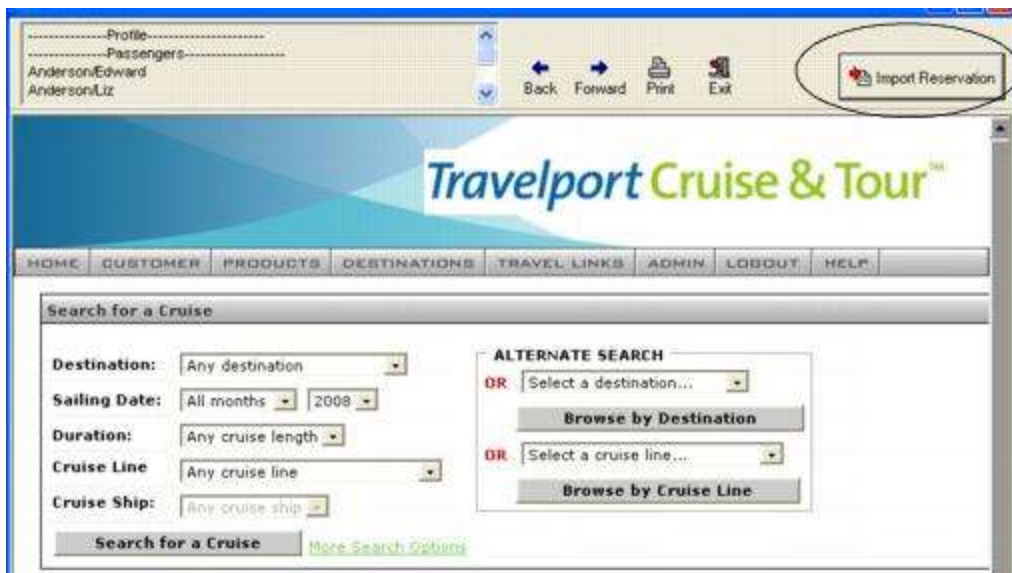 --------------Profile---------------------
--------------Passengers------------------
Anderson/Edward
Anderson/Liz
Back Forward Print Exit
Import Reservation
Travelport Cruise & Tour™
HOME CUSTOMER PRODUCTS DESTINATIONS TRAVEL LINKS ADMIN LOGOUT HELP
Search for a Cruise
Destination: Any destination
Sailing Date: All months 2008
Duration: Any cruise length
Cruise Line Any cruise line
Cruise Ship: Any cruise ship
Search for a Cruise More Search Options
ALTERNATE SEARCH
OR Select a destination...
Browse by Destination
OR Select a cruise line...
Browse by Cruise Line